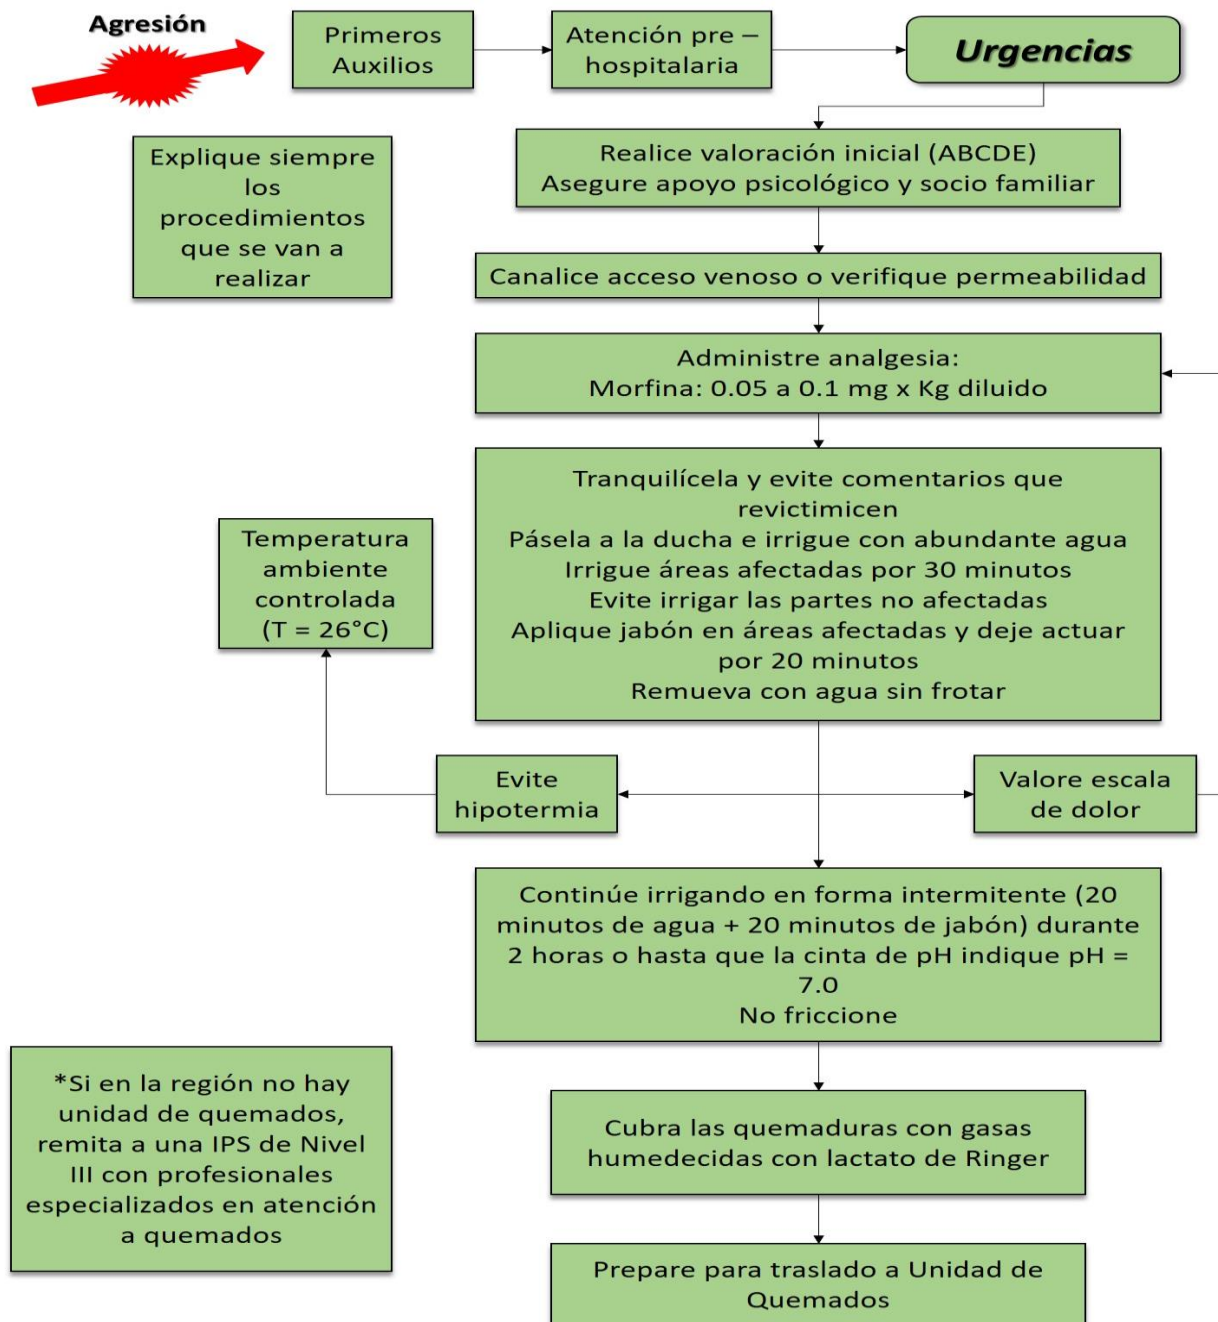 Agresión
Primeros
Auxilios
Atención pre –
hospitalaria
Urgencias
Explique siempre
los
procedimientos
que se van a
realizar
Realice valoración inicial (ABCDE)
Asegure apoyo psicológico y socio familiar
Canalice acceso venoso o verifique permeabilidad
Administre analgesia:
Morfina: 0.05 a 0.1 mg x Kg diluido
Tranquilícela y evite comentarios que
revictimicen
Pásela a la ducha e irrigue con abundante agua
Irrigue áreas afectadas por 30 minutos
Evite irrigar las partes no afectadas
Aplique jabón en áreas afectadas y deje actuar
por 20 minutos
Remueva con agua sin frotar
Temperatura
ambiente
controlada
(T = 26°C)
Evite
hipotermia
Valore escala
de dolor
Continúe irrigando en forma intermitente (20
minutos de agua + 20 minutos de jabón) durante
2 horas o hasta que la cinta de pH indique pH =
7.0
No friccione
*Si en la región no hay
unidad de quemados,
remita a una IPS de Nivel
III con profesionales
especializados en atención
a quemados
Cubra las quemaduras con gasas
humedecidas con lactato de Ringer
Prepare para traslado a Unidad de
Quemados